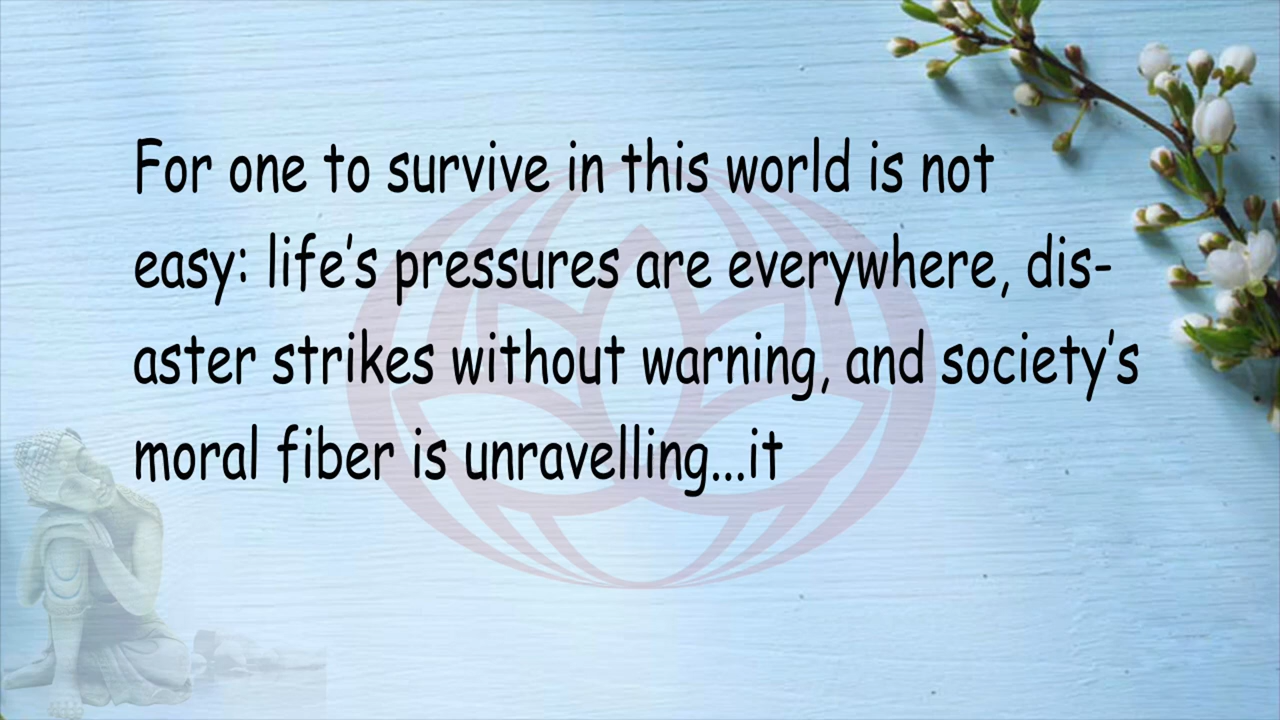 For one to survive in this world is not
easy: life's pressures are everywhere, dis-
aster strikes without warning, and society's
moral fiber is unravelling...it